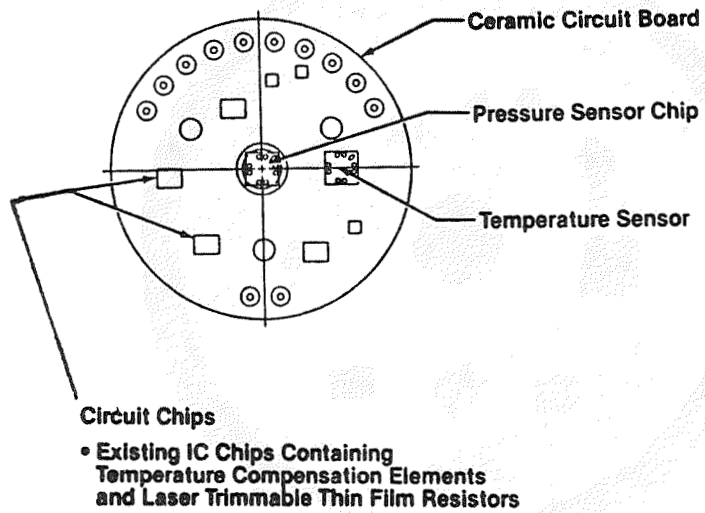 Ceramic Circuit Board
Pressure Sensor Chip
Temperature Sensor
Circuit Chips
• Existing IC Chips Containing
Temperature Compensation Elements
and Laser Trimmable Thin Film Resistors